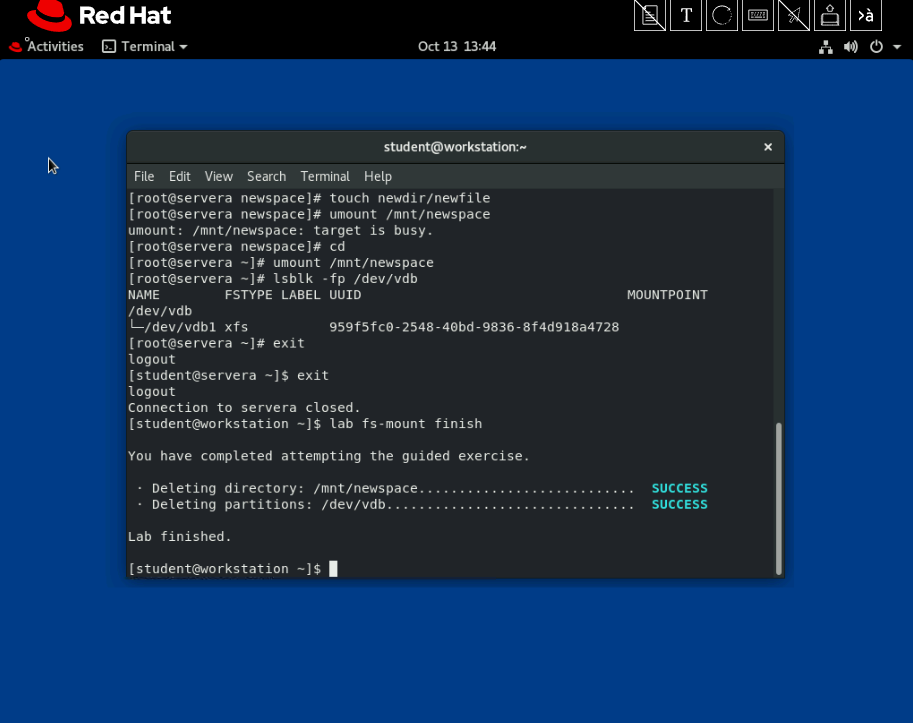 Red Hat
T
>à
Activities Terminal Oct 13 13:44
student@workstation:~ ×
File Edit View Search Terminal Help
[root@servera newspace]# touch newdir/newfile
[root@servera newspace]# umount /mnt/newspace
umount: /mnt/newspace: target is busy.
[root@servera newspace]# cd
[root@servera ~]# umount /mnt/newspace
[root@servera ~]# lsblk -fp /dev/vdb
NAME        FSTYPE LABEL UUID                                 MOUNTPOINT
/dev/vdb
└─/dev/vdb1 xfs          959f5fc0-2548-40bd-9836-8f4d918a4728
[root@servera ~]# exit
logout
[student@servera ~]$ exit
logout
Connection to servera closed.
[student@workstation ~]$ lab fs-mount finish
You have completed attempting the guided exercise.
· Deleting directory: /mnt/newspace...........................  SUCCESS
· Deleting partitions: /dev/vdb...............................  SUCCESS
Lab finished.
[student@workstation ~]$